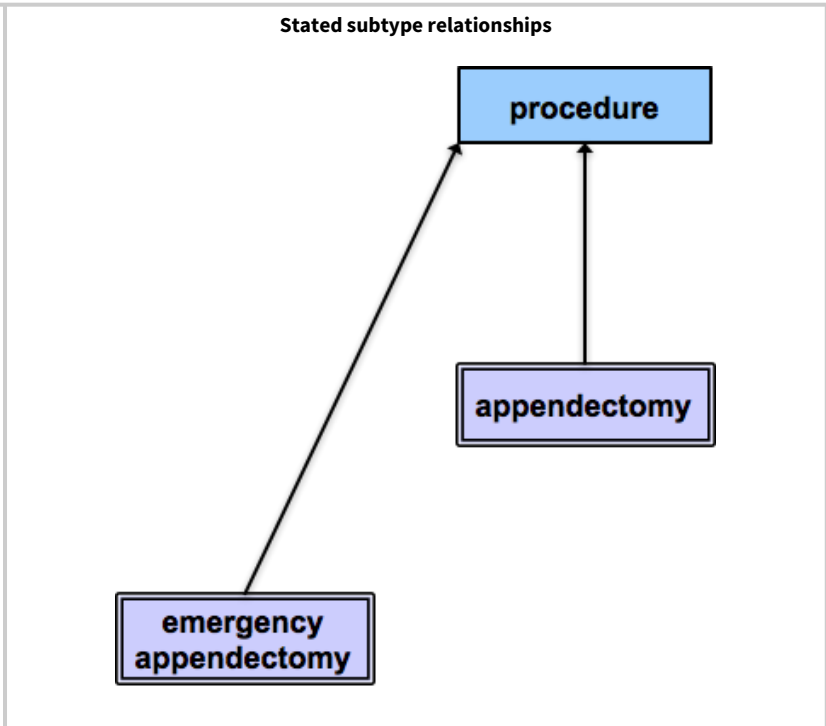 Stated subtype relationships
procedure
appendectomy
emergency
appendectomy